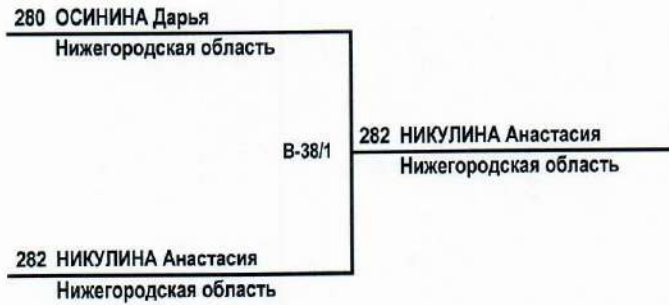 280 ОСИНИНА Дарья
Нижегородская область
В-38/1
282 НИКУЛИНА Анастасия
Нижегородская область
282 НИКУЛИНА Анастасия
Нижегородская область